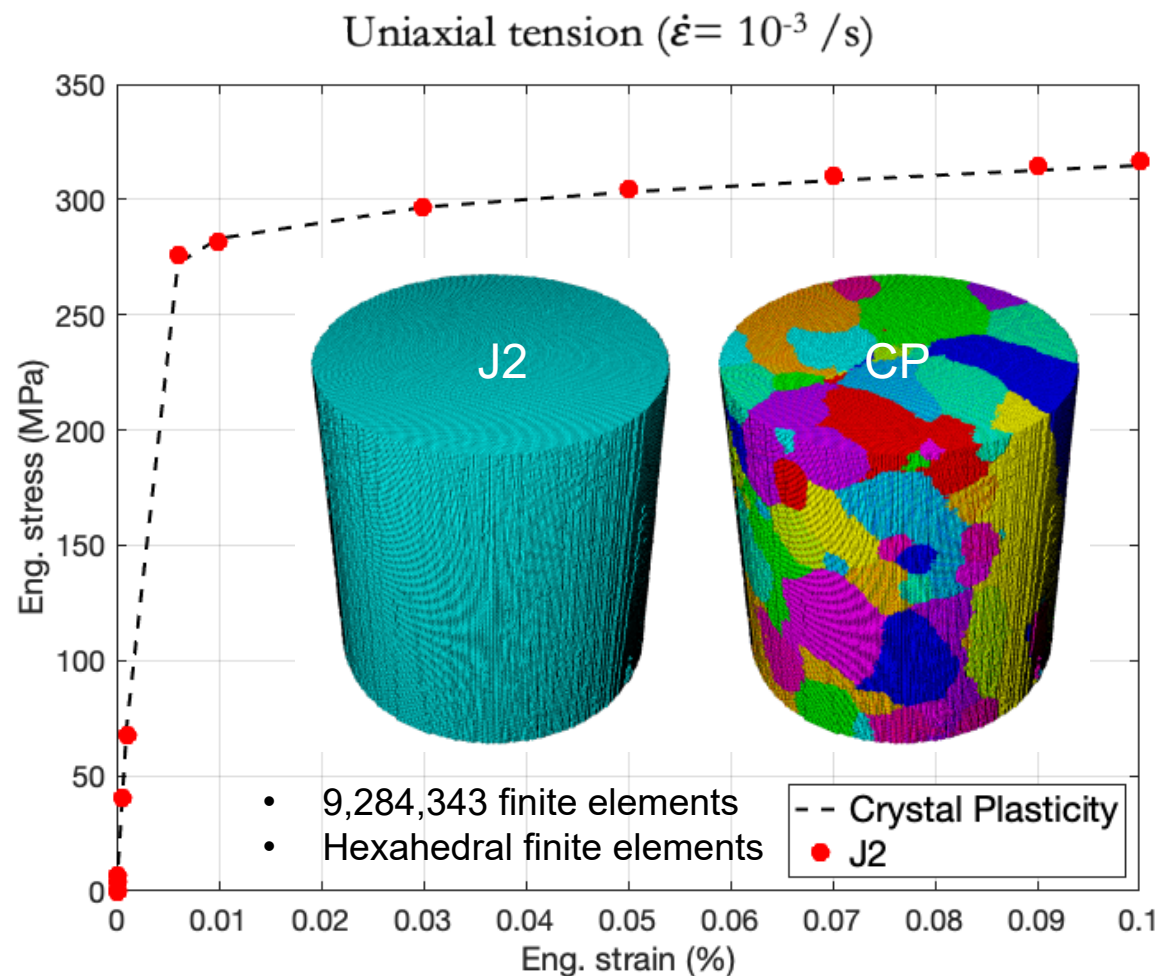 Uniaxial tension (ε̇= 10⁻³ /s)
350
300
250
200
150
100
50
0
Eng. stress (MPa)
J2
CP
• 9,284,343 finite elements
• Hexahedral finite elements
Crystal Plasticity
J2
0 0.01 0.02 0.03 0.04 0.05 0.06 0.07 0.08 0.09 0.1
Eng. strain (%)